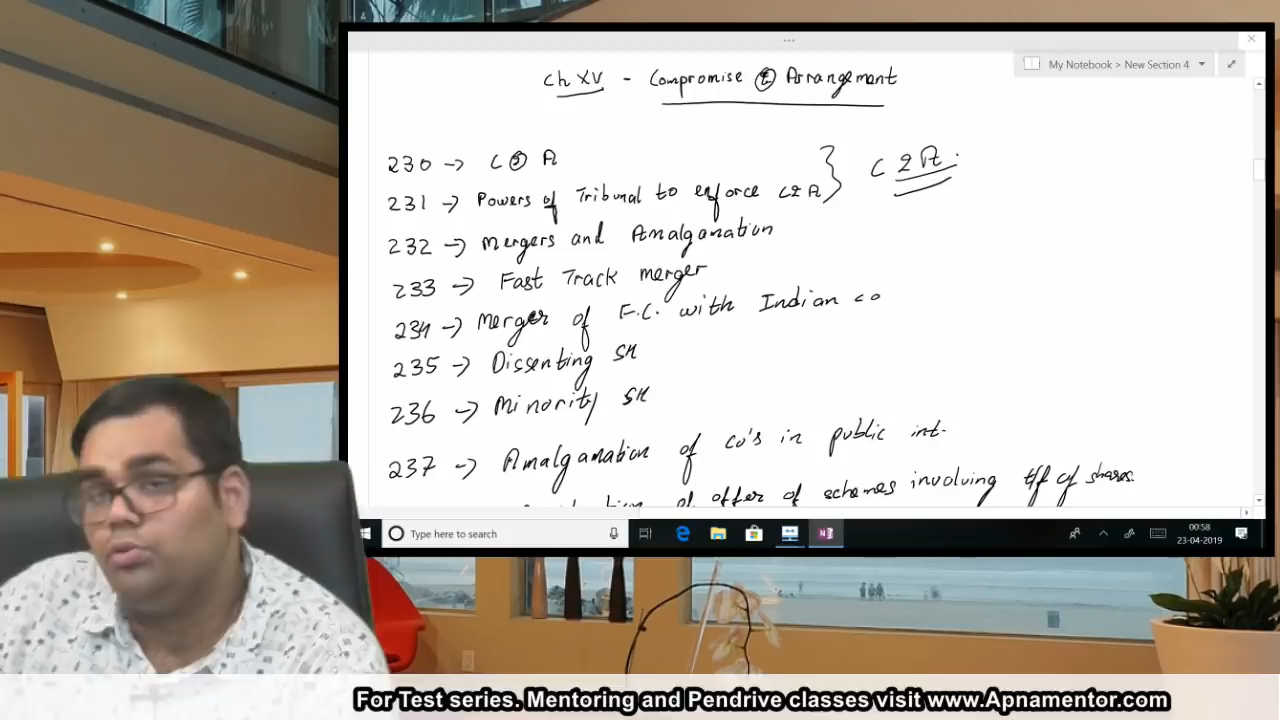 My Notebook > New Section 4
Ch XV - Compromise & Arrangement
230 → C & A
231 → Powers of Tribunal to enforce C&A } C & A.
232 → Mergers and Amalgamation
233 → Fast Track merger
234 → Merger of F.C. with Indian co
235 → Dissenting SH
236 → Minority SH
237 → Amalgamation of co's in public int.
of offer of schemes involving tff of shares.
Type here to search
00:58
23-04-2019
For Test series. Mentoring and Pendrive classes visit www.Apnamentor.com